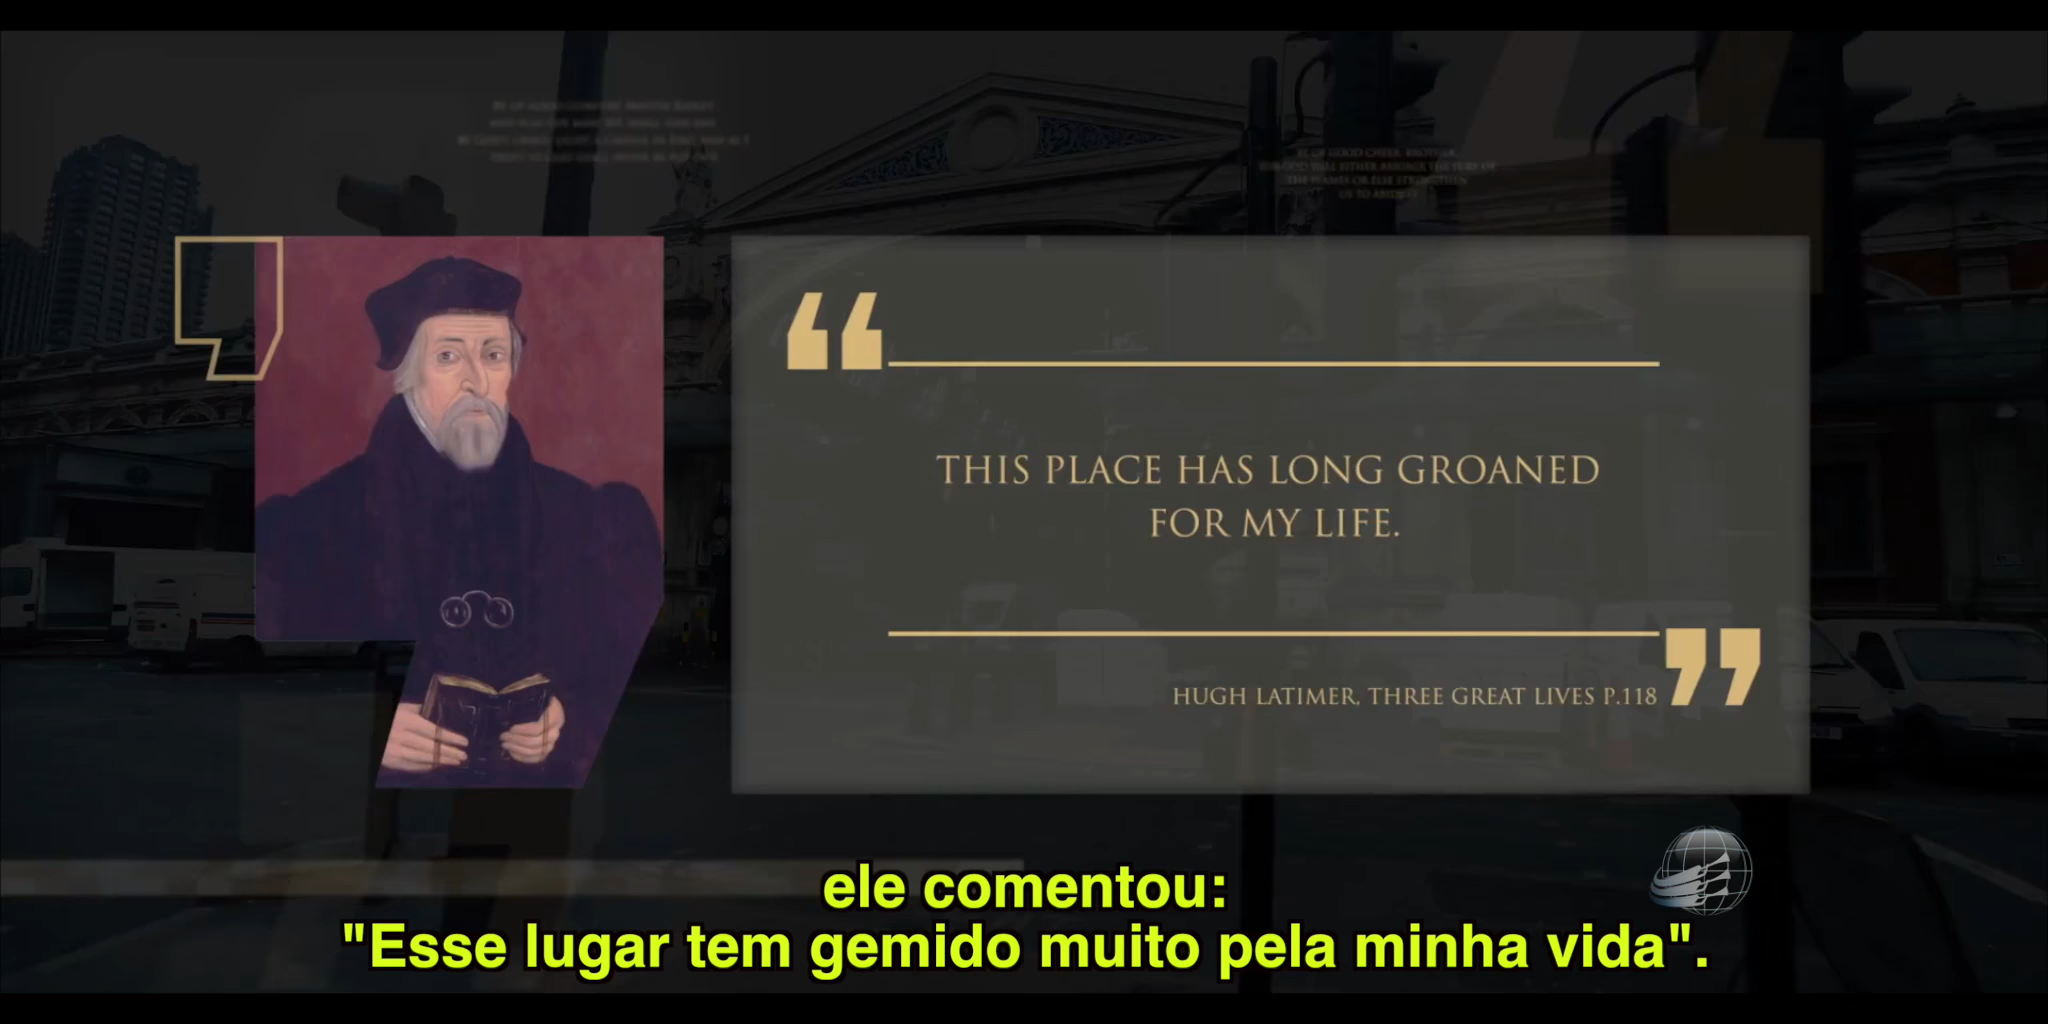 THIS PLACE HAS LONG GROANED
FOR MY LIFE.
HUGH LATIMER, THREE GREAT LIVES P.118
ele comentou:
"Esse lugar tem gemido muito pela minha vida".